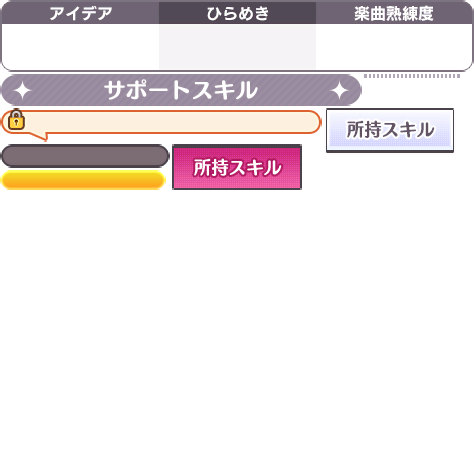 アイデア ひらめき 楽曲熟練度
サポートスキル
所持スキル
所持スキル